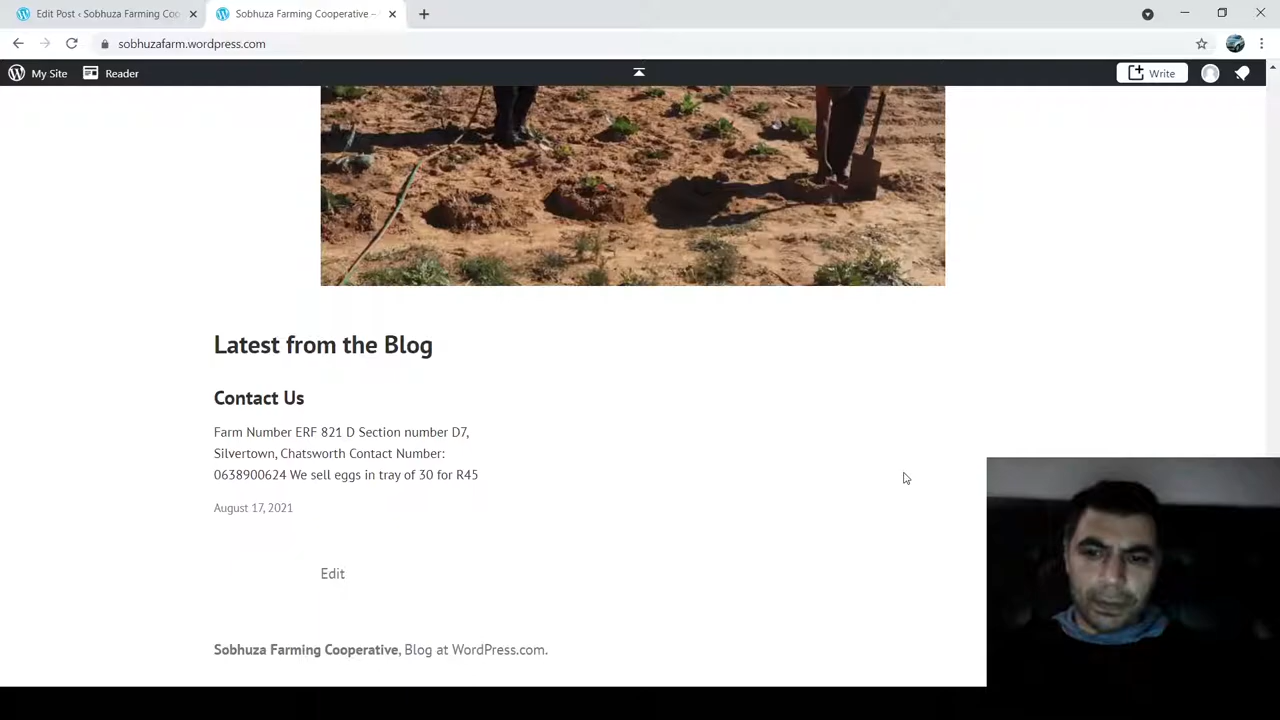 Edit Post ‹ Sobhuza Farming Coo
Sobhuza Farming Cooperative –
sobhuzafarm.wordpress.com
My Site
Reader
Write
Latest from the Blog
Contact Us
Farm Number ERF 821 D Section number D7,
Silvertown, Chatsworth Contact Number:
0638900624 We sell eggs in tray of 30 for R45
August 17, 2021
Edit
Sobhuza Farming Cooperative, Blog at WordPress.com.